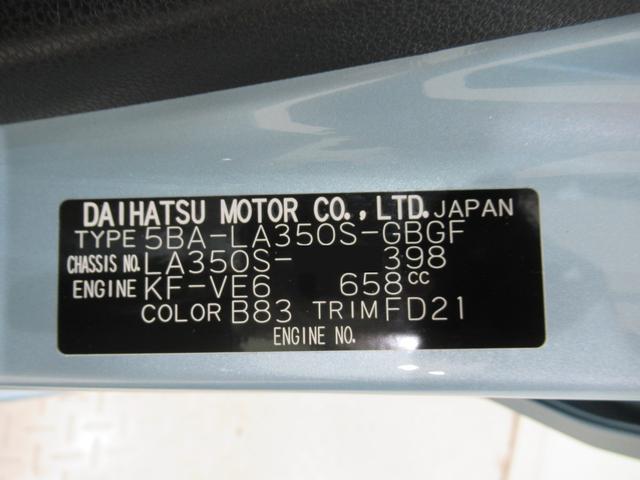 DAIHATSU MOTOR CO., LTD. JAPAN
TYPE 5BA-LA350S-GBGF
CHASSIS NO. LA350S- 398
ENGINE KF-VE6 658cc
COLOR B83 TRIM FD21
ENGINE NO.